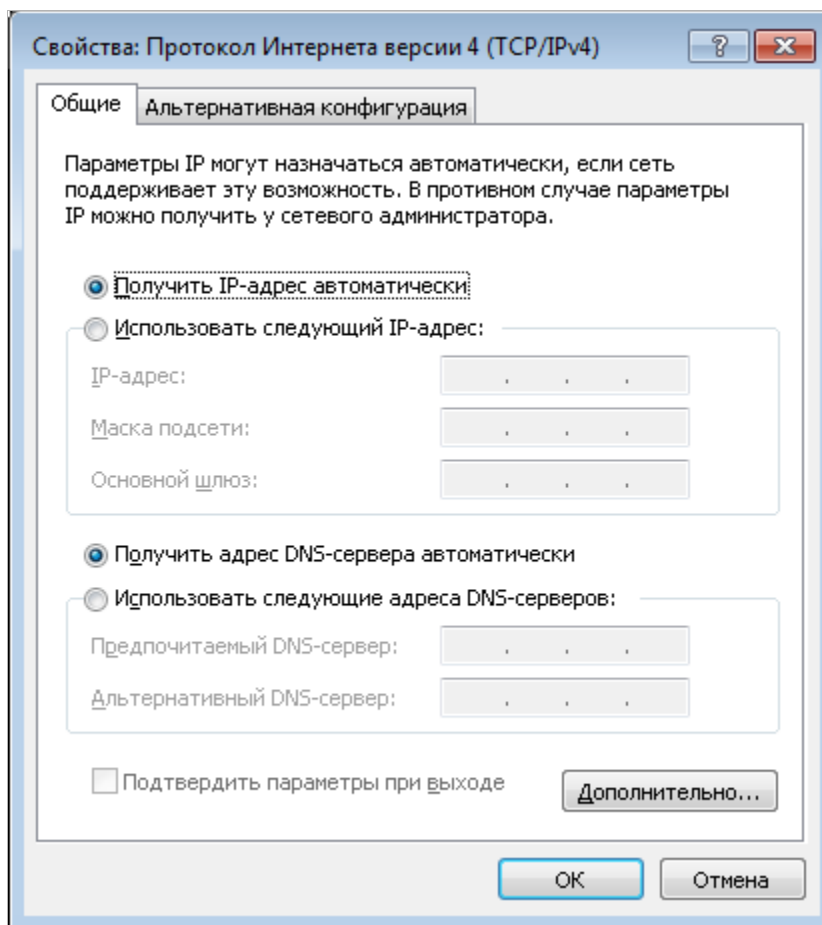 Свойства: Протокол Интернета версии 4 (TCP/IPv4)
Общие
Альтернативная конфигурация
Параметры IP могут назначаться автоматически, если сеть
поддерживает эту возможность. В противном случае параметры
IP можно получить у сетевого администратора.
Получить IP-адрес автоматически
Использовать следующий IP-адрес:
IP-адрес:
Маска подсети:
Основной шлюз:
Получить адрес DNS-сервера автоматически
Использовать следующие адреса DNS-серверов:
Предпочитаемый DNS-сервер:
Альтернативный DNS-сервер:
Подтвердить параметры при выходе
Дополнительно...
ОК
Отмена